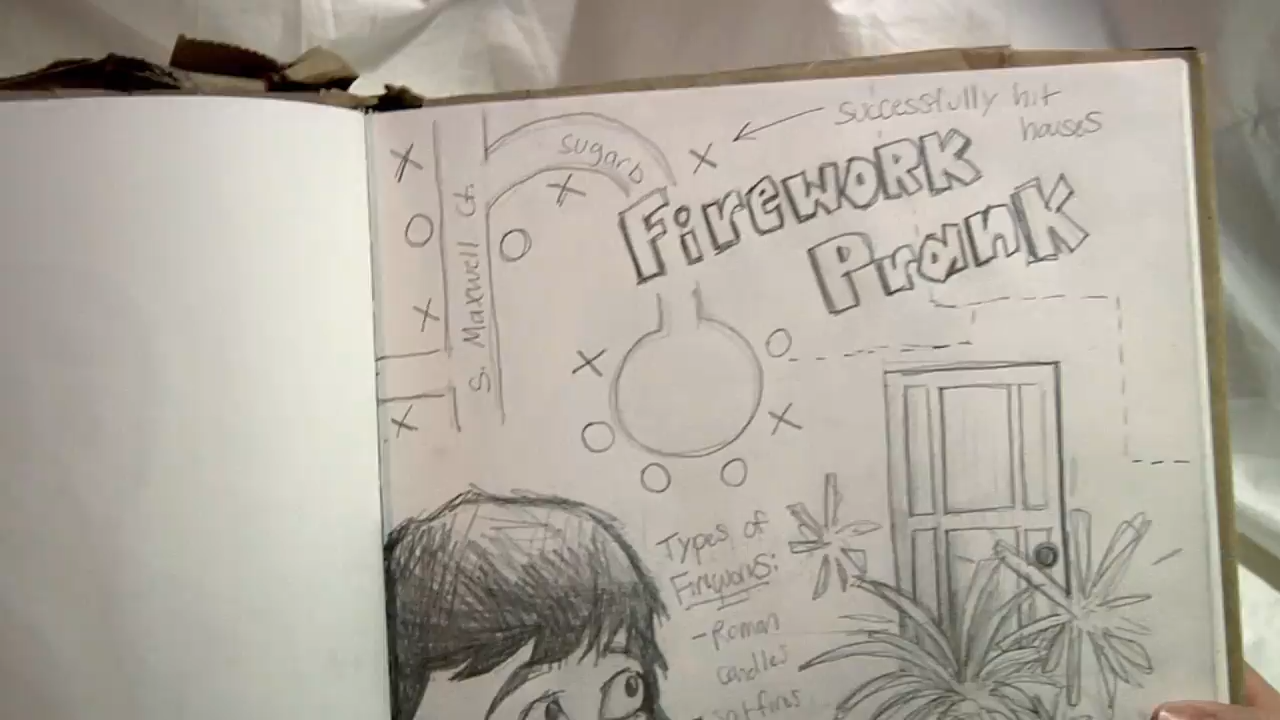 successfully hit
houses
Sugarb
S. Maxwell Ct.
Firework
Prank
Types of
Fireworks:
- Roman
candles